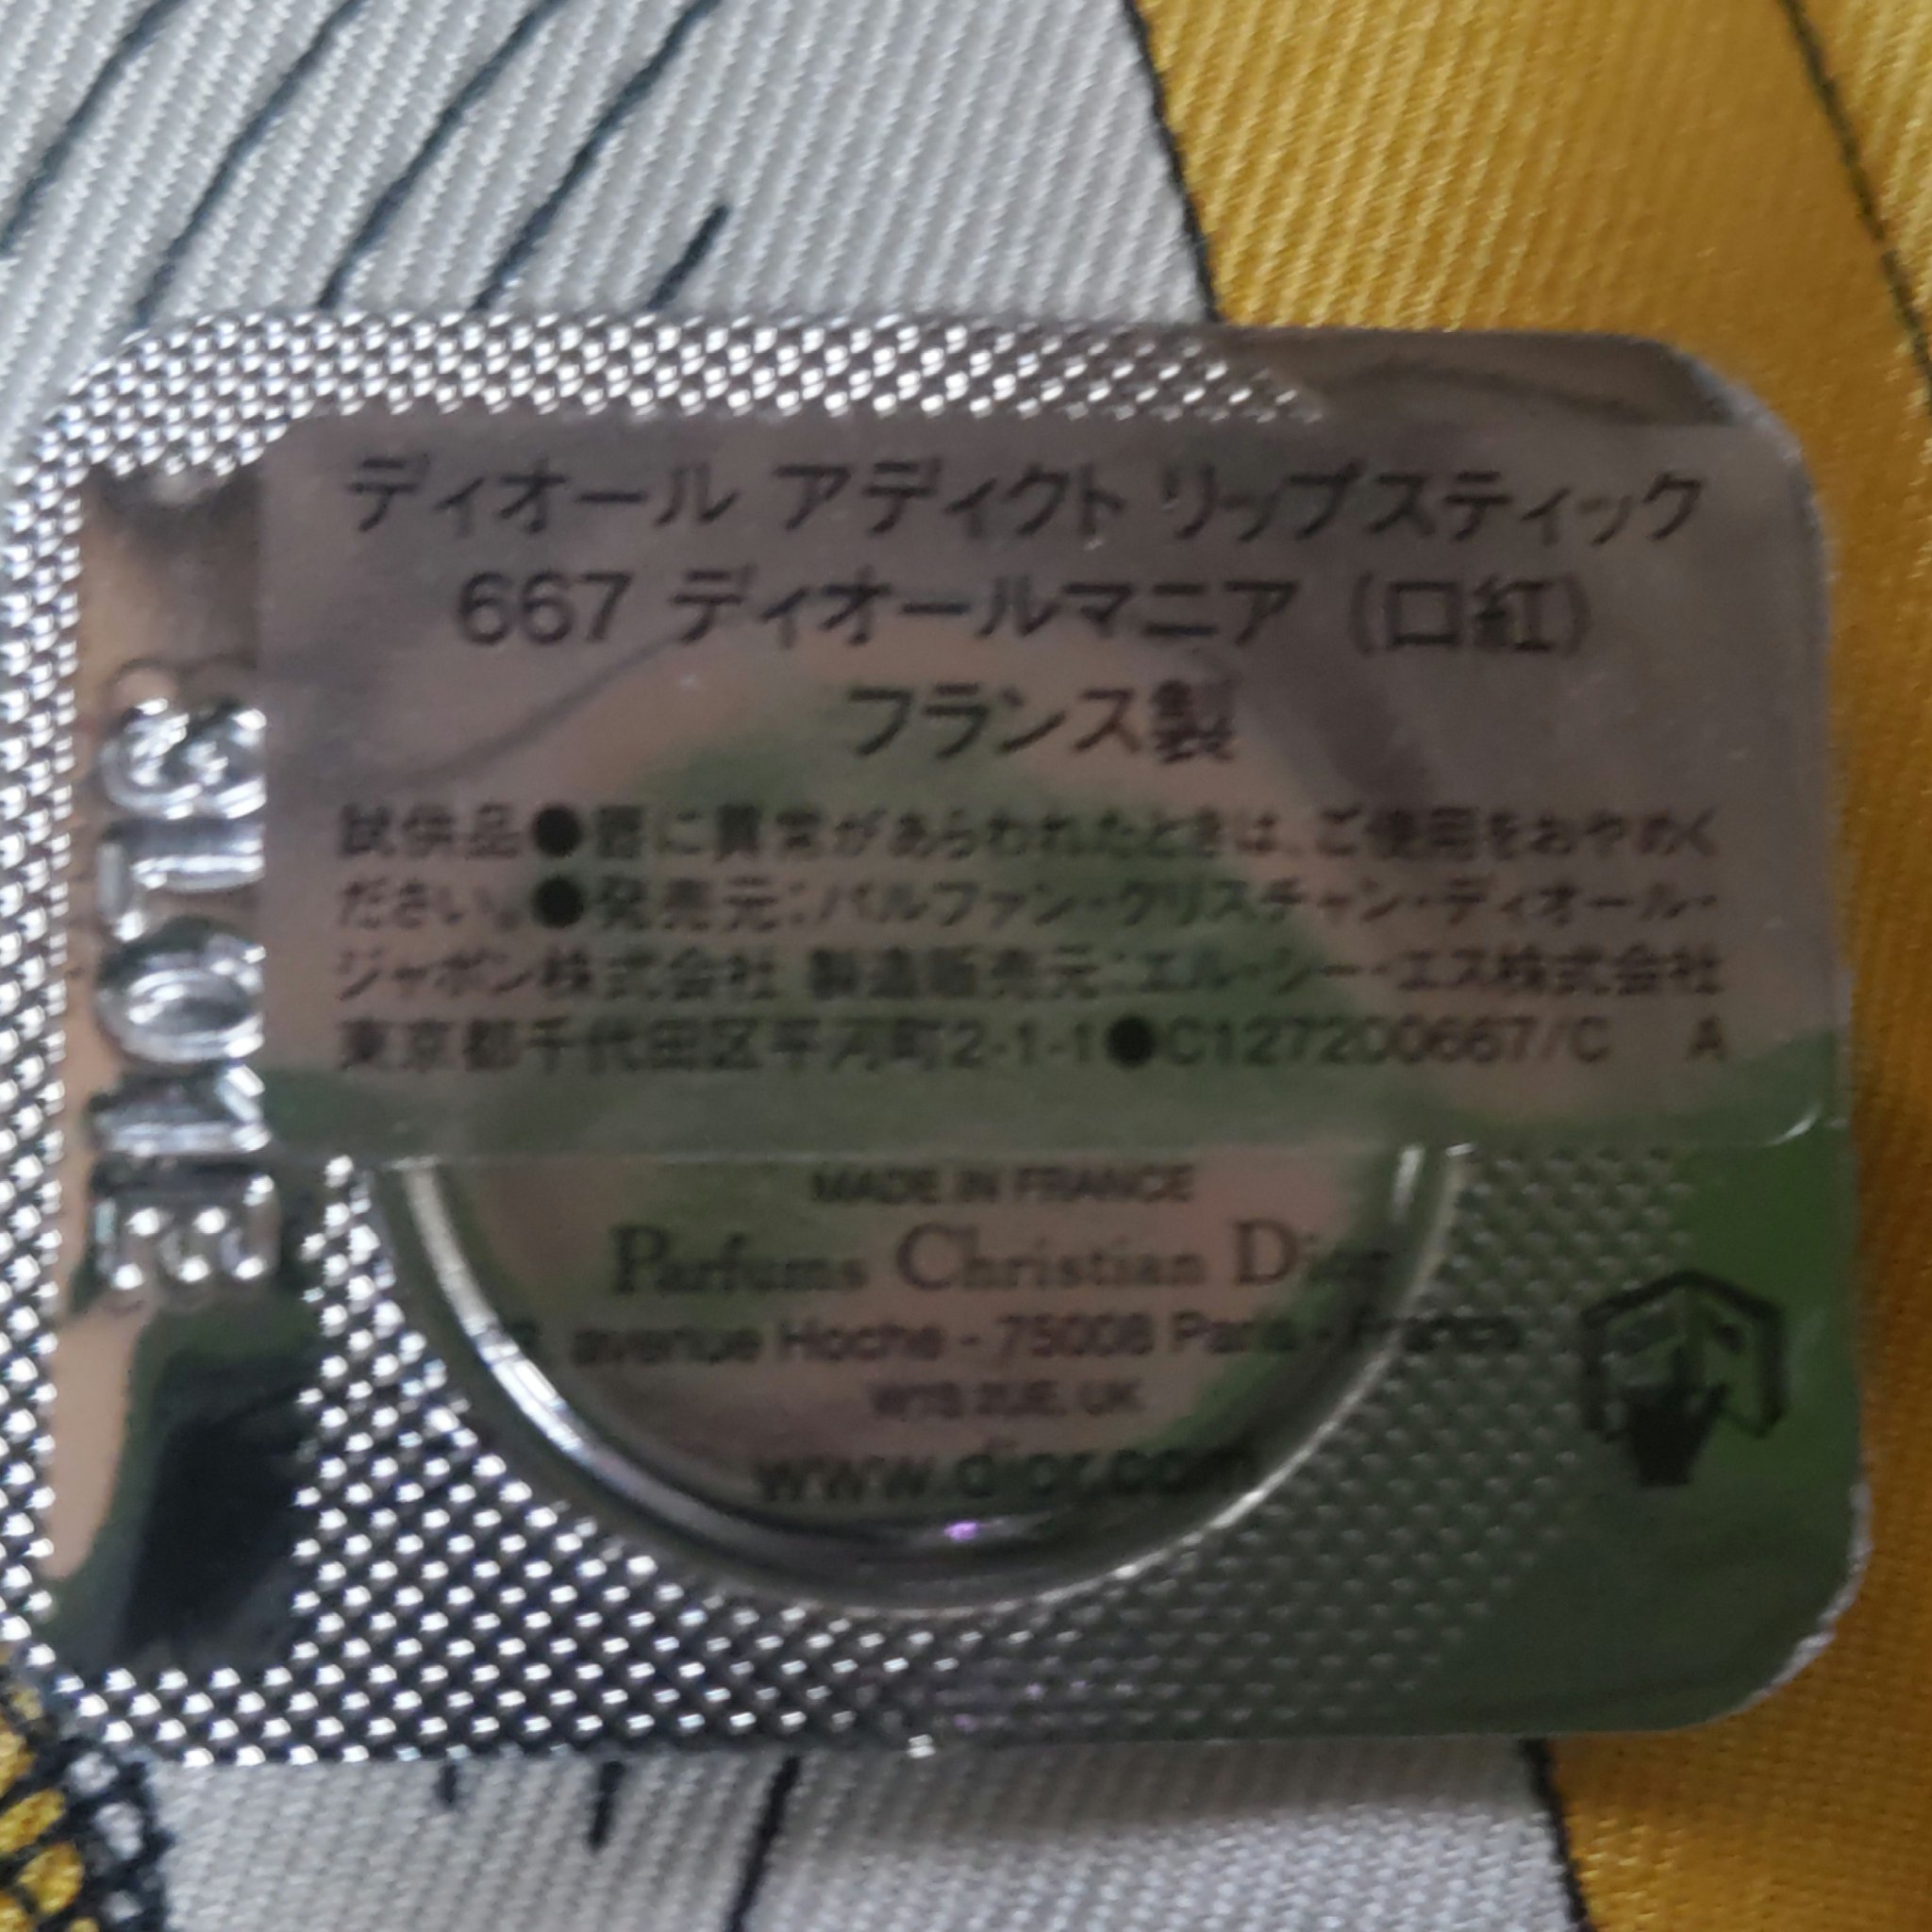 ディオール アディクト リップスティック
667 ディオールマニア (口紅)
フランス製
試供品●唇に異常があらわれたときは、ご使用をおやめく
ださい。●発売元:パルファン・クリスチャン・ディオール・
ジャポン株式会社 製造販売元:エル・シー・エス株式会社
東京都千代田区平河町2-1-1●C127200667/C A
MADE IN FRANCE
Parfums Christian Dior
avenue Hoche - 75008 Paris - France
UK
www.dior.com